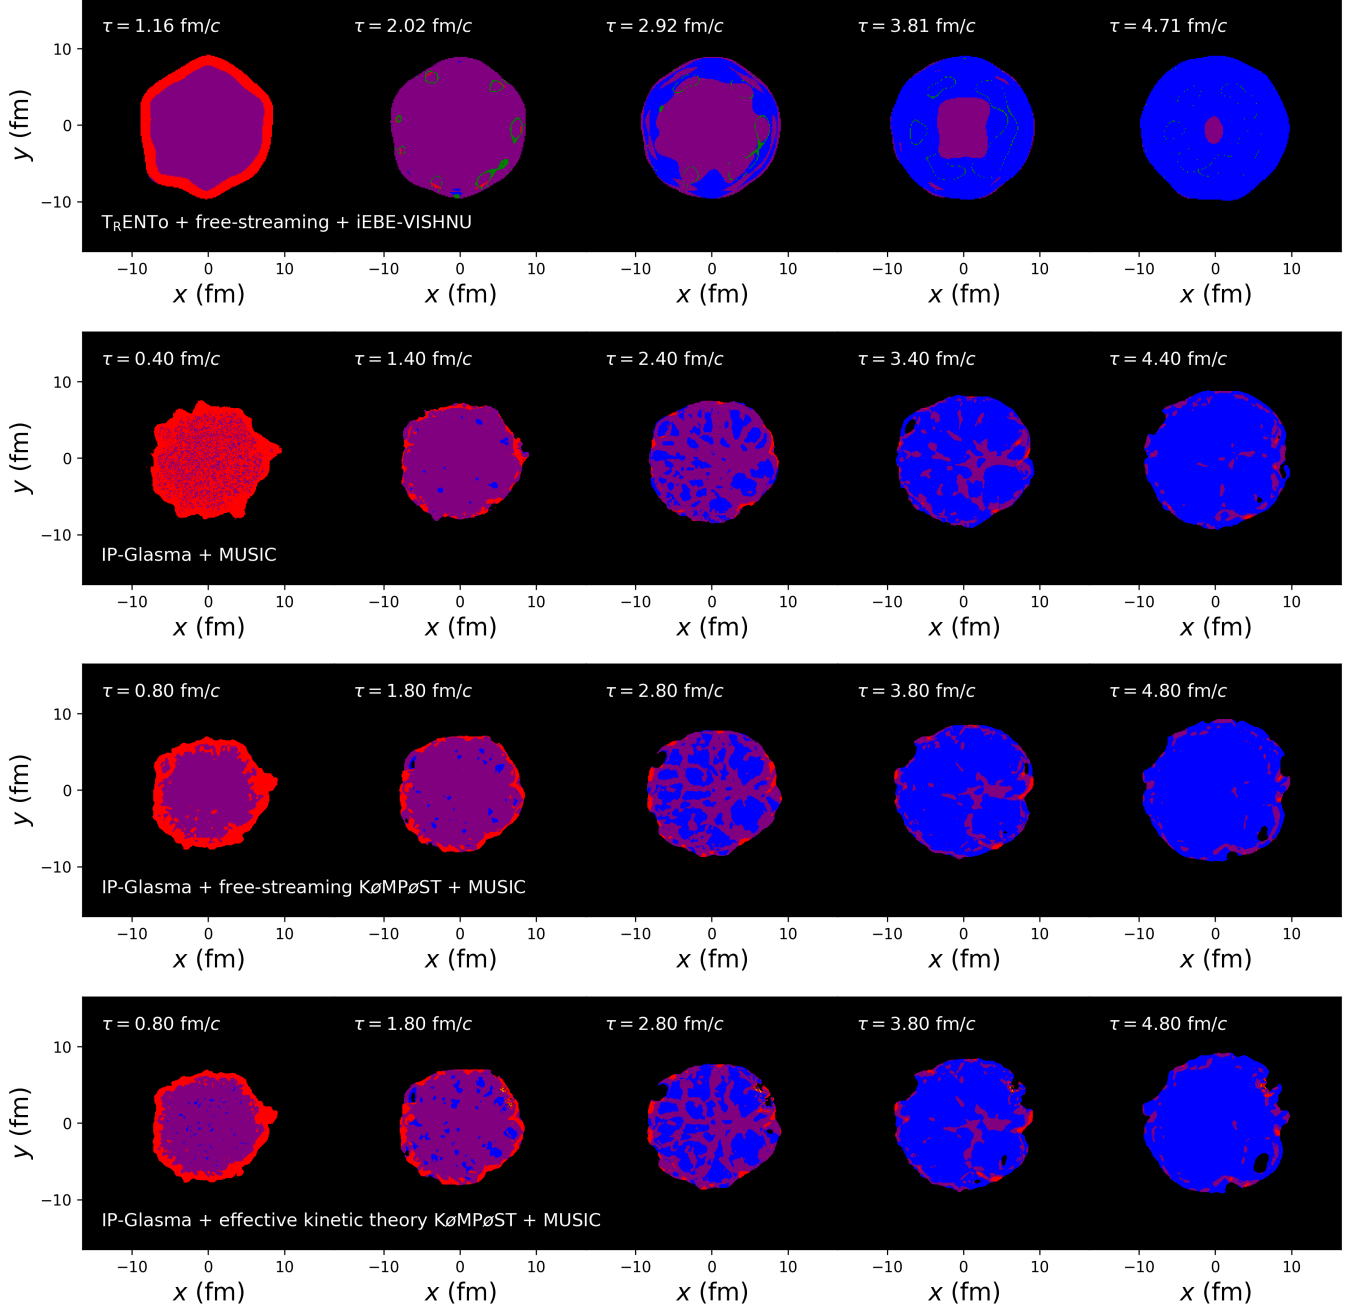 τ = 1.16 fm/c τ = 2.02 fm/c τ = 2.92 fm/c τ = 3.81 fm/c τ = 4.71 fm/c
10
y (fm)
0
−10
TRENTo + free-streaming + iEBE-VISHNU
−10 0 10 −10 0 10 −10 0 10 −10 0 10 −10 0 10
x (fm) x (fm) x (fm) x (fm) x (fm)
τ = 0.40 fm/c τ = 1.40 fm/c τ = 2.40 fm/c τ = 3.40 fm/c τ = 4.40 fm/c
10
y (fm)
0
−10
IP-Glasma + MUSIC
−10 0 10 −10 0 10 −10 0 10 −10 0 10 −10 0 10
x (fm) x (fm) x (fm) x (fm) x (fm)
τ = 0.80 fm/c τ = 1.80 fm/c τ = 2.80 fm/c τ = 3.80 fm/c τ = 4.80 fm/c
10
y (fm)
0
−10
IP-Glasma + free-streaming KøMPøST + MUSIC
−10 0 10 −10 0 10 −10 0 10 −10 0 10 −10 0 10
x (fm) x (fm) x (fm) x (fm) x (fm)
τ = 0.80 fm/c τ = 1.80 fm/c τ = 2.80 fm/c τ = 3.80 fm/c τ = 4.80 fm/c
10
y (fm)
0
−10
IP-Glasma + effective kinetic theory KøMPøST + MUSIC
−10 0 10 −10 0 10 −10 0 10 −10 0 10 −10 0 10
x (fm) x (fm) x (fm) x (fm) x (fm)